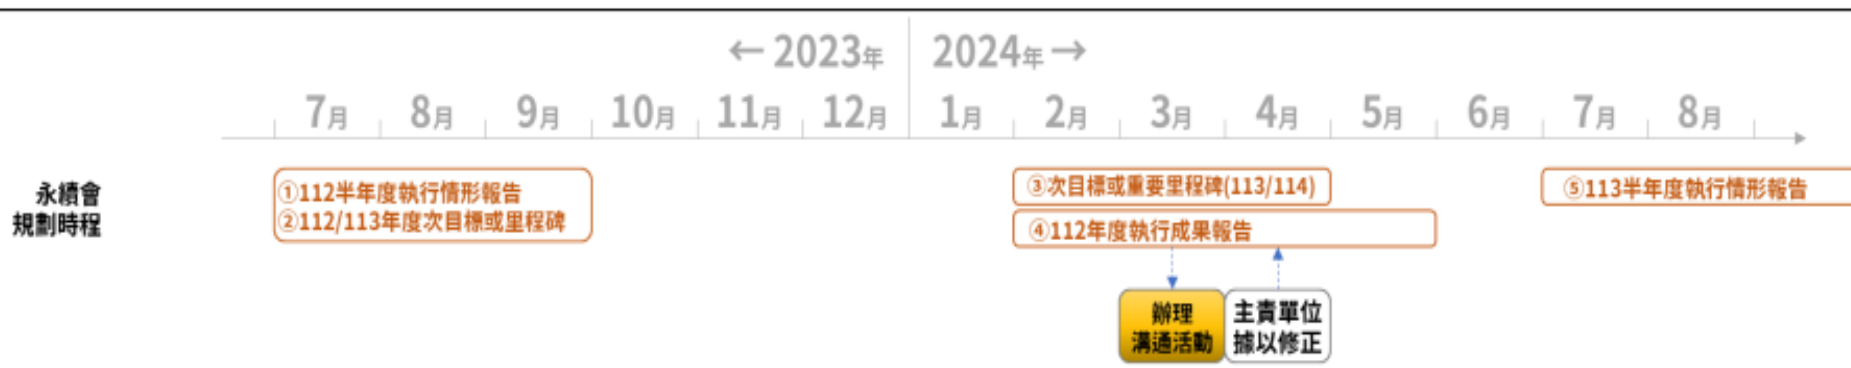 ← 2023年
2024年 →
7月 8月 9月 10月 11月 12月 1月 2月 3月 4月 5月 6月 7月 8月
永續會
規劃時程
①112半年度執行情形報告
②112/113年度次目標或里程碑
③次目標或重要里程碑(113/114)
④112年度執行成果報告
⑤113半年度執行情形報告
辦理
溝通活動
主責單位
據以修正